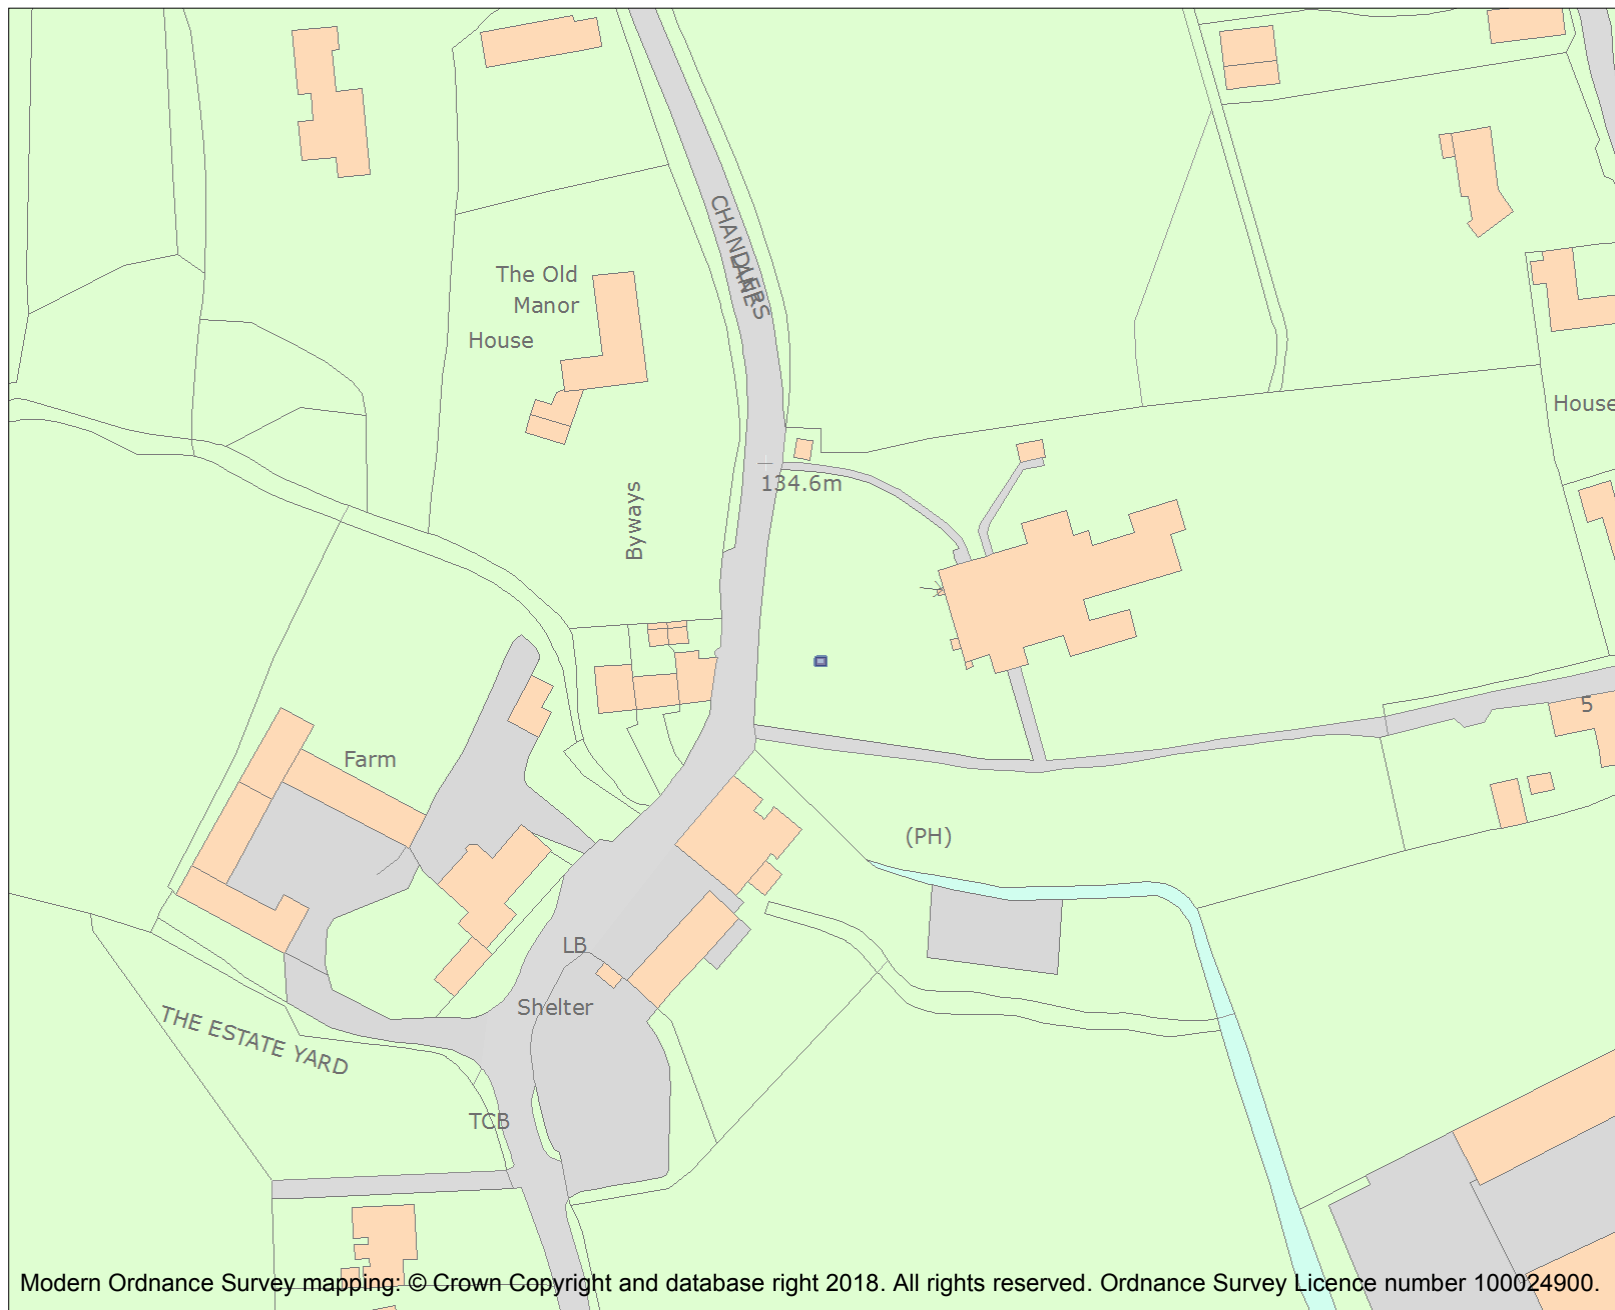 CHANDLERS
LANE
The Old
Manor
House
House
134.6m
Byways
5
Farm
(PH)
LB
Shelter
THE ESTATE YARD
TCB
Modern Ordnance Survey mapping: © Crown Copyright and database right 2018. All rights reserved. Ordnance Survey Licence number 100024900.